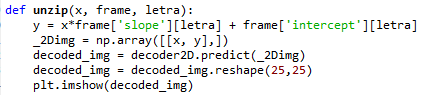 def unzip(x, frame, letra):
    y = x*frame['slope'][letra] + frame['intercept'][letra]
    _2Dimg = np.array([[x, y],])
    decoded_img = decoder2D.predict(_2Dimg)
    decoded_img = decoded_img.reshape(25,25)
    plt.imshow(decoded_img)